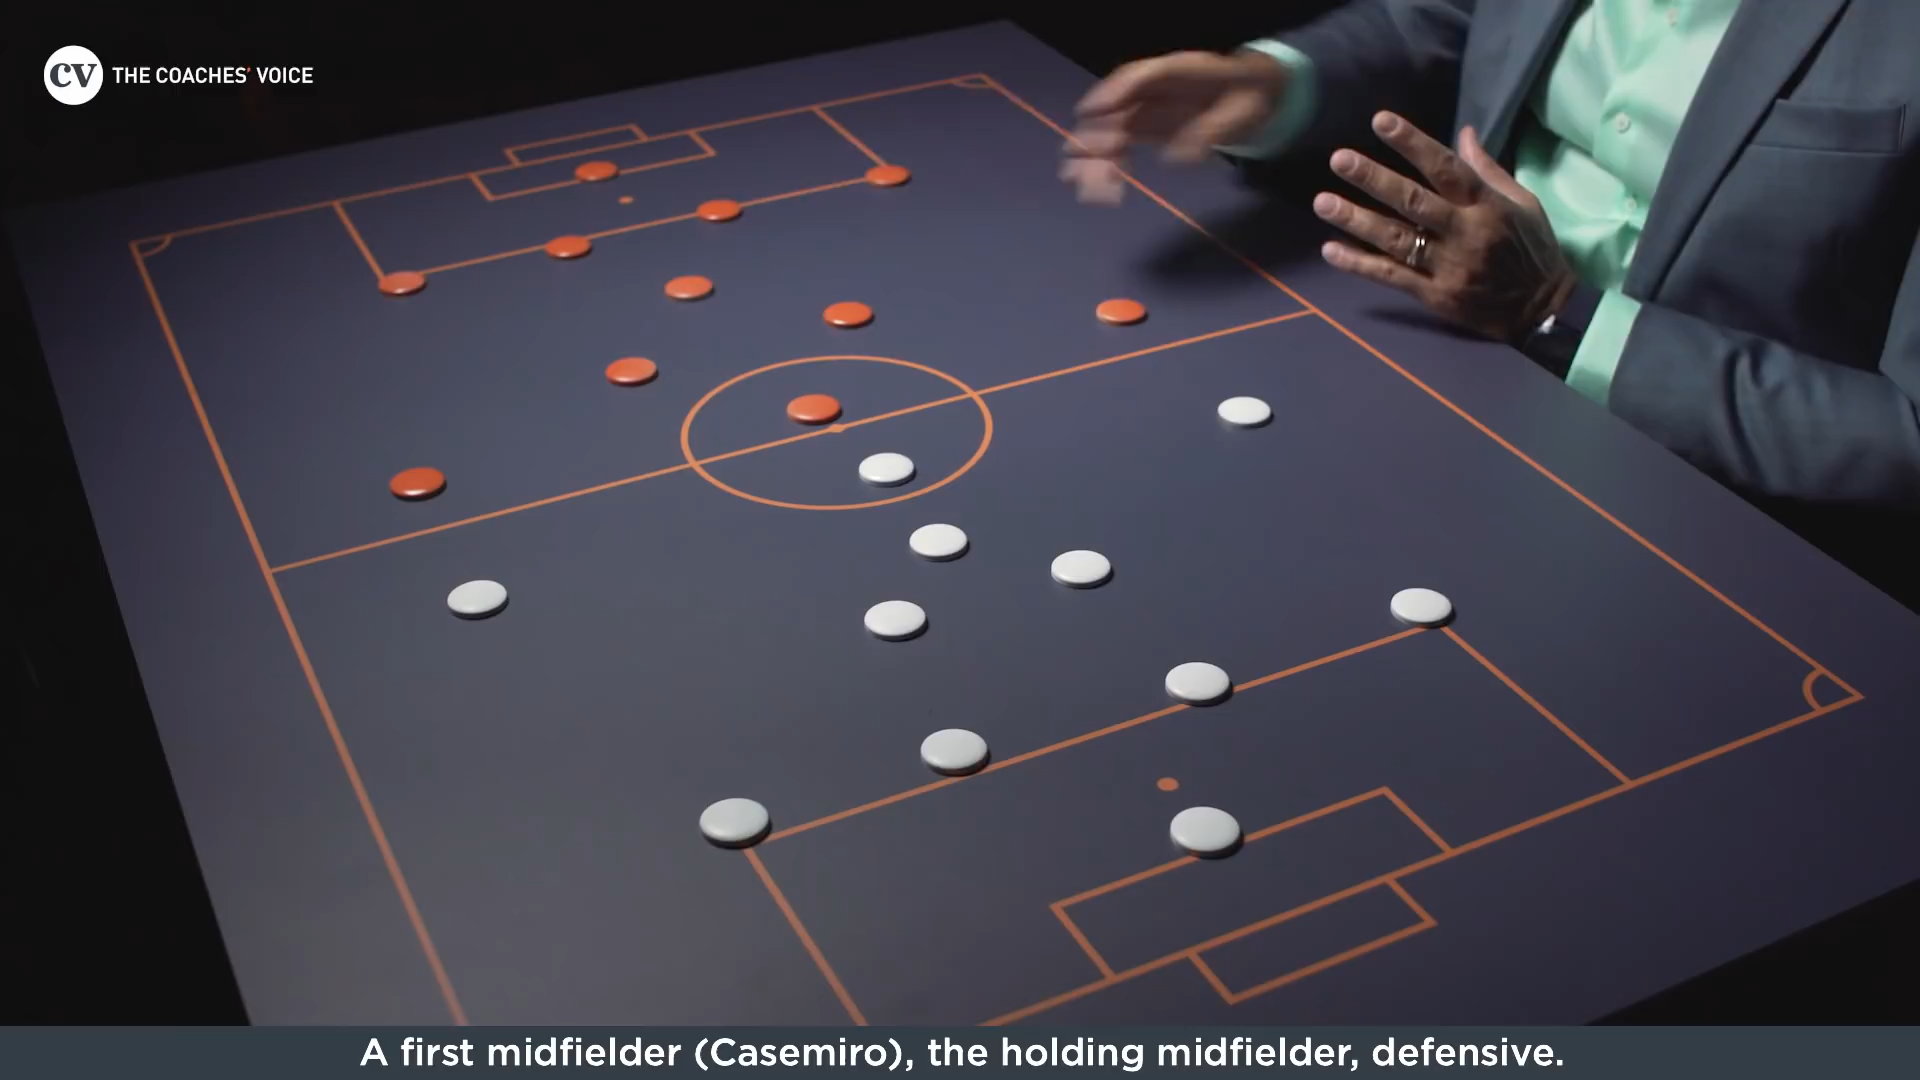 CV THE COACHES' VOICE
A first midfielder (Casemiro), the holding midfielder, defensive.